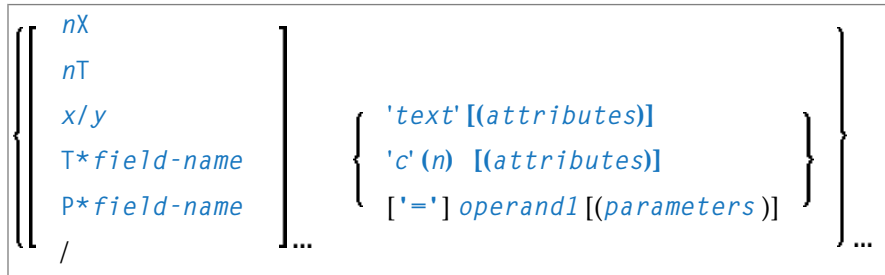 nX
nT
x/y 'text' [(attributes)]
T*field-name 'c' (n) [(attributes)]
P*field-name ['='] operand1 [(parameters )]
/ ... ...